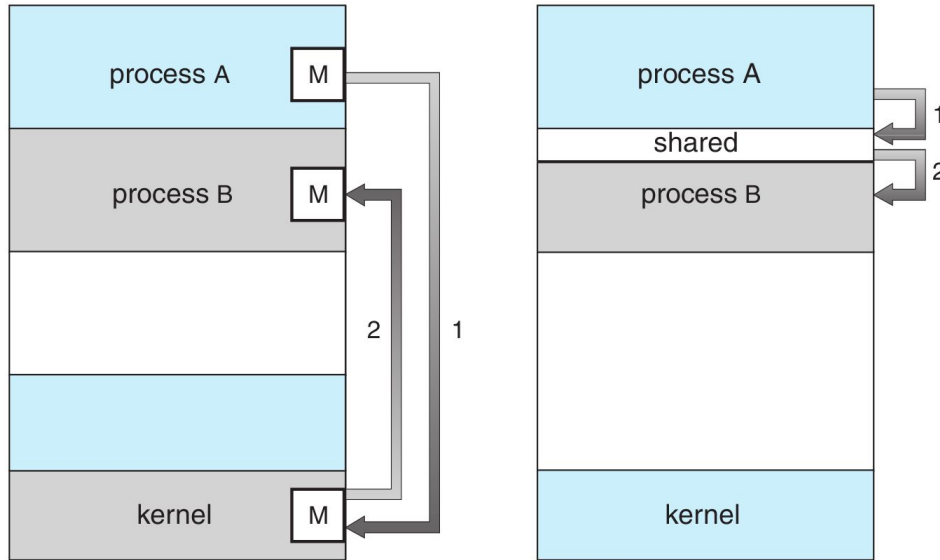 process A
M
process B
M
2
1
kernel
M
process A
1
shared
2
process B
kernel